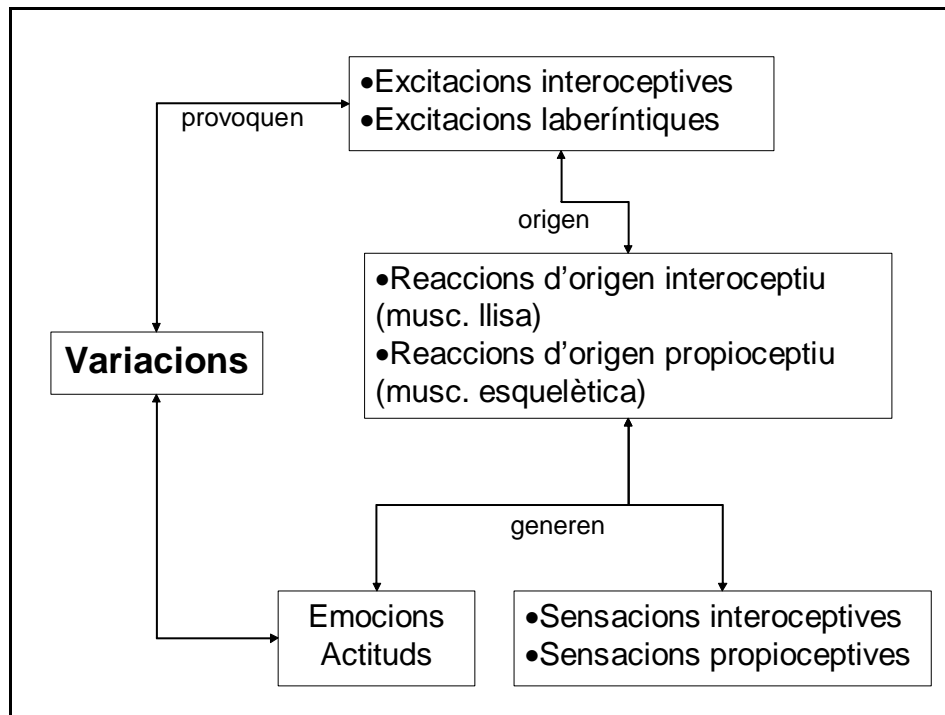 •Excitacions interoceptives
•Excitacions laberíntiques
provoquen
origen
•Reaccions d’origen interoceptiu
(musc. llisa)
•Reaccions d’origen propioceptiu
(musc. esquelètica)
Variacions
generen
Emocions
Actituds
•Sensacions interoceptives
•Sensacions propioceptives